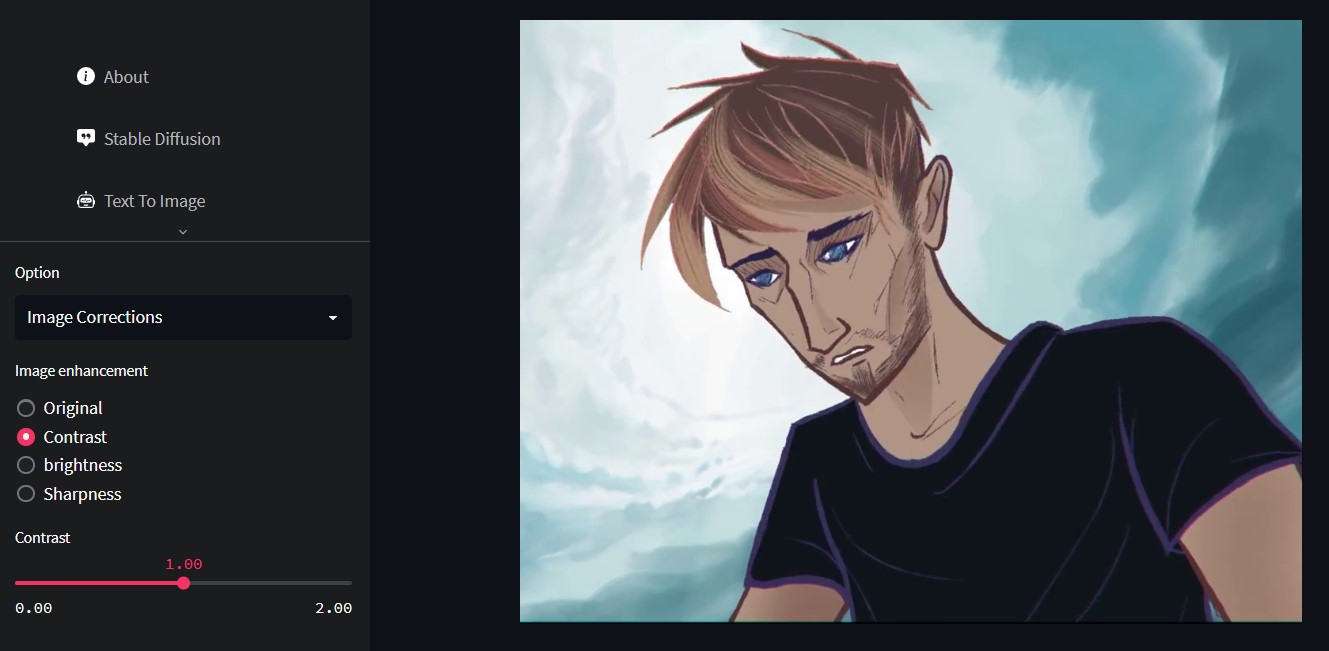 About
Stable Diffusion
Text To Image
Option
Image Corrections
Image enhancement
Original
Contrast
brightness
Sharpness
Contrast
1.00
0.00 2.00